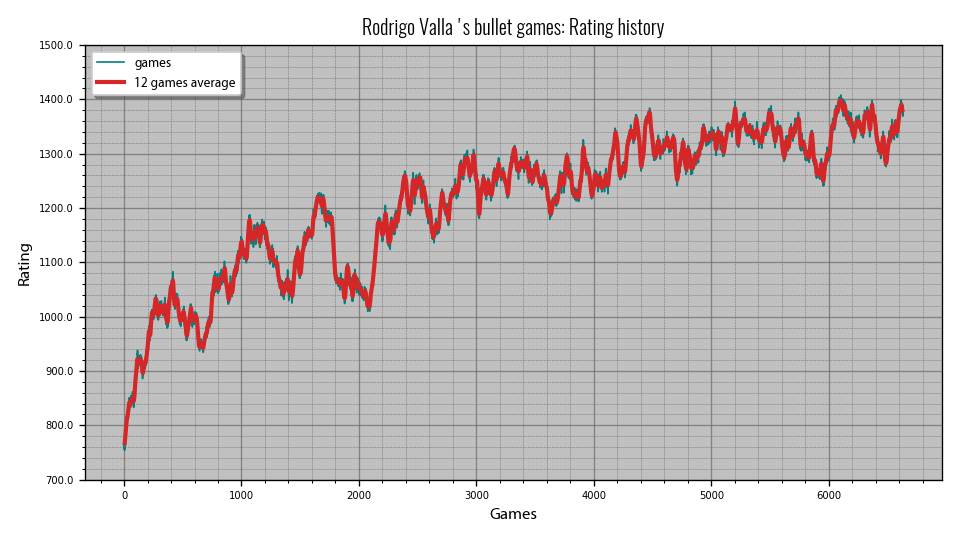 Rodrigo Valla 's bullet games: Rating history
games
12 games average
Rating
1500.0
1400.0
1300.0
1200.0
1100.0
1000.0
900.0
800.0
700.0
0 1000 2000 3000 4000 5000 6000
Games